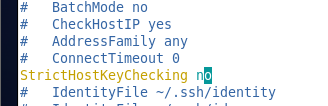 #   BatchMode no
#   CheckHostIP yes
#   AddressFamily any
#   ConnectTimeout 0
StrictHostKeyChecking no
#   IdentityFile ~/.ssh/identity